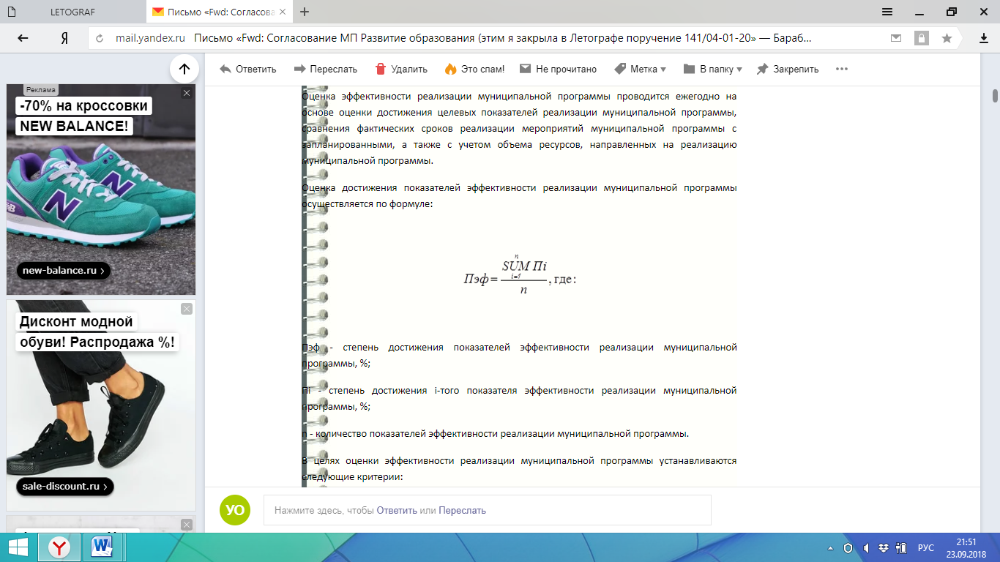 LETOGRAF
Письмо «Fwd: Согласова
mail.yandex.ru Письмо «Fwd: Согласование МП Развитие образования (этим я закрыла в Летографе поручение 141/04-01-20» — Бараб...
Ответить Переслать Удалить Это спам! Не прочитано Метка В папку Закрепить
Реклама
-70% на кроссовки
NEW BALANCE!
new-balance.ru
Дисконт модной
обуви! Распродажа %!
sale-discount.ru
Оценка эффективности реализации муниципальной программы проводится ежегодно на
основе оценки достижения целевых показателей реализации муниципальной программы,
сравнения фактических сроков реализации мероприятий муниципальной программы с
запланированными, а также с учетом объема ресурсов, направленных на реализацию
муниципальной программы.
Оценка достижения показателей эффективности реализации муниципальной программы
осуществляется по формуле:
n
SUM Пi
i=1
Пэф = , где:
n
Пэф - степень достижения показателей эффективности реализации муниципальной
программы, %;
Пi - степень достижения i-того показателя эффективности реализации муниципальной
программы, %;
n - количество показателей эффективности реализации муниципальной программы.
В целях оценки эффективности реализации муниципальной программы устанавливаются
следующие критерии:
УО
Нажмите здесь, чтобы Ответить или Переслать
РУС
21:51
23.09.2018